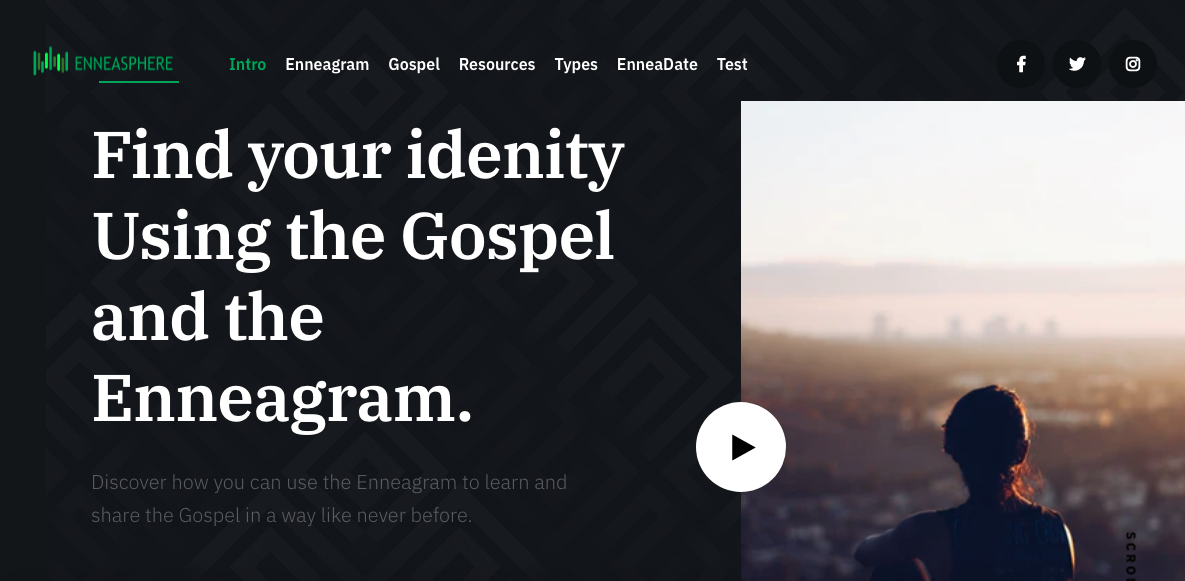 ENNEASPHERE
Intro Enneagram Gospel Resources Types EnneaDate Test
Find your idenity
Using the Gospel
and the
Enneagram.
Discover how you can use the Enneagram to learn and
share the Gospel in a way like never before.
SCRO